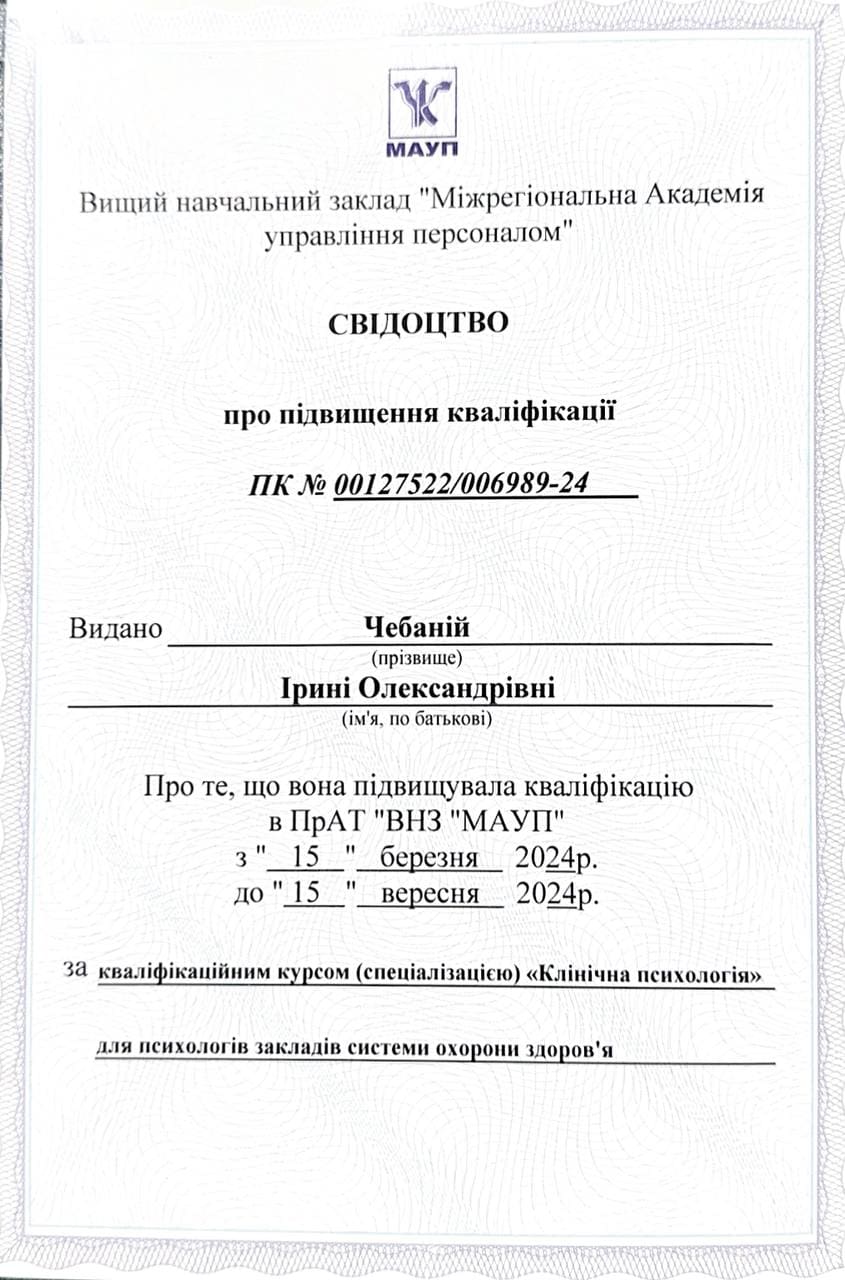 МАУП
Вищий навчальний заклад "Міжрегіональна Академія
управління персоналом"
СВІДОЦТВО
про підвищення кваліфікації
ПК № 00127522/006989-24
Видано Чебаній
(прізвище)
Ірині Олександрівні
(ім'я, по батькові)
Про те, що вона підвищувала кваліфікацію
в ПрАТ "ВНЗ "МАУП"
з " 15 " березня 2024р.
до " 15 " вересня 2024р.
за кваліфікаційним курсом (спеціалізацією) «Клінічна психологія»
для психологів закладів системи охорони здоров'я